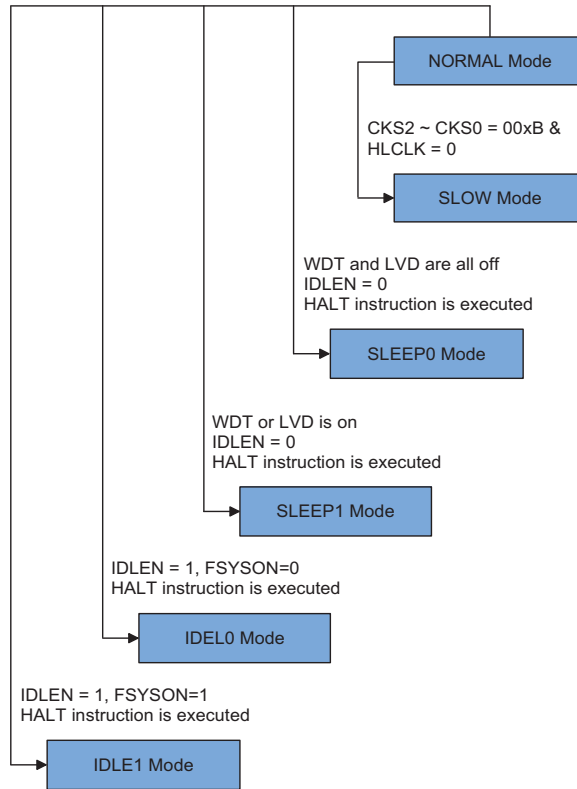 NORMAL Mode
CKS2 ~ CKS0 = 00xB &
HLCLK = 0
SLOW Mode
WDT and LVD are all off
IDLEN = 0
HALT instruction is executed
SLEEP0 Mode
WDT or LVD is on
IDLEN = 0
HALT instruction is executed
SLEEP1 Mode
IDLEN = 1, FSYSON=0
HALT instruction is executed
IDEL0 Mode
IDLEN = 1, FSYSON=1
HALT instruction is executed
IDLE1 Mode